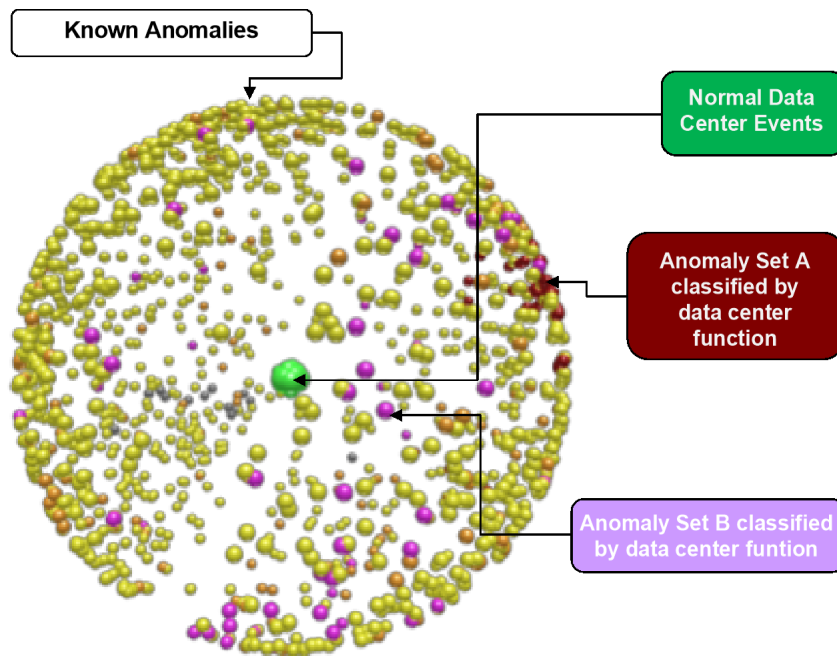 Known Anomalies
Normal Data
Center Events
Anomaly Set A
classified by
data center
function
Anomaly Set B classified
by data center funtion